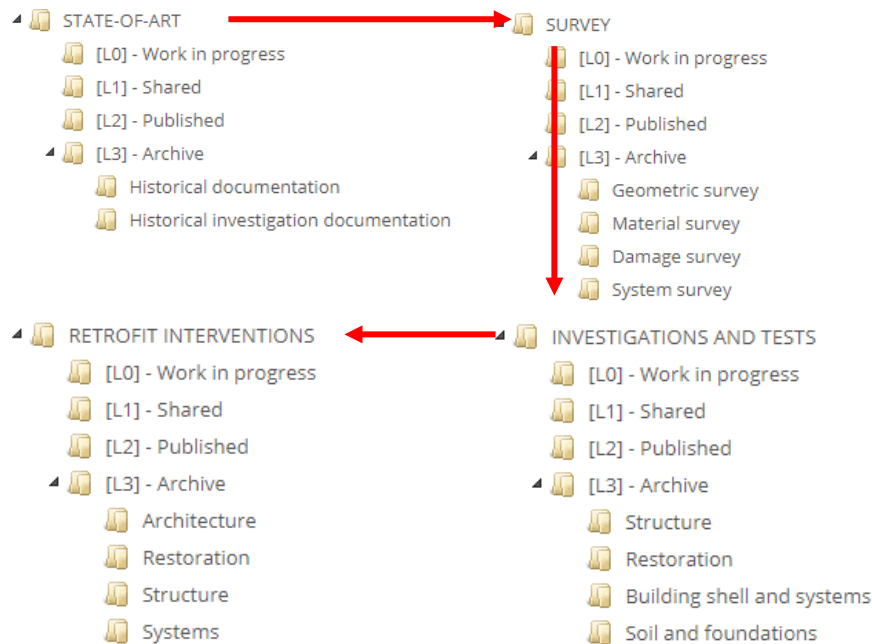 STATE-OF-ART
[L0] - Work in progress
[L1] - Shared
[L2] - Published
[L3] - Archive
Historical documentation
Historical investigation documentation
SURVEY
[L0] - Work in progress
[L1] - Shared
[L2] - Published
[L3] - Archive
Geometric survey
Material survey
Damage survey
System survey
RETROFIT INTERVENTIONS
[L0] - Work in progress
[L1] - Shared
[L2] - Published
[L3] - Archive
Architecture
Restoration
Structure
Systems
INVESTIGATIONS AND TESTS
[L0] - Work in progress
[L1] - Shared
[L2] - Published
[L3] - Archive
Structure
Restoration
Building shell and systems
Soil and foundations